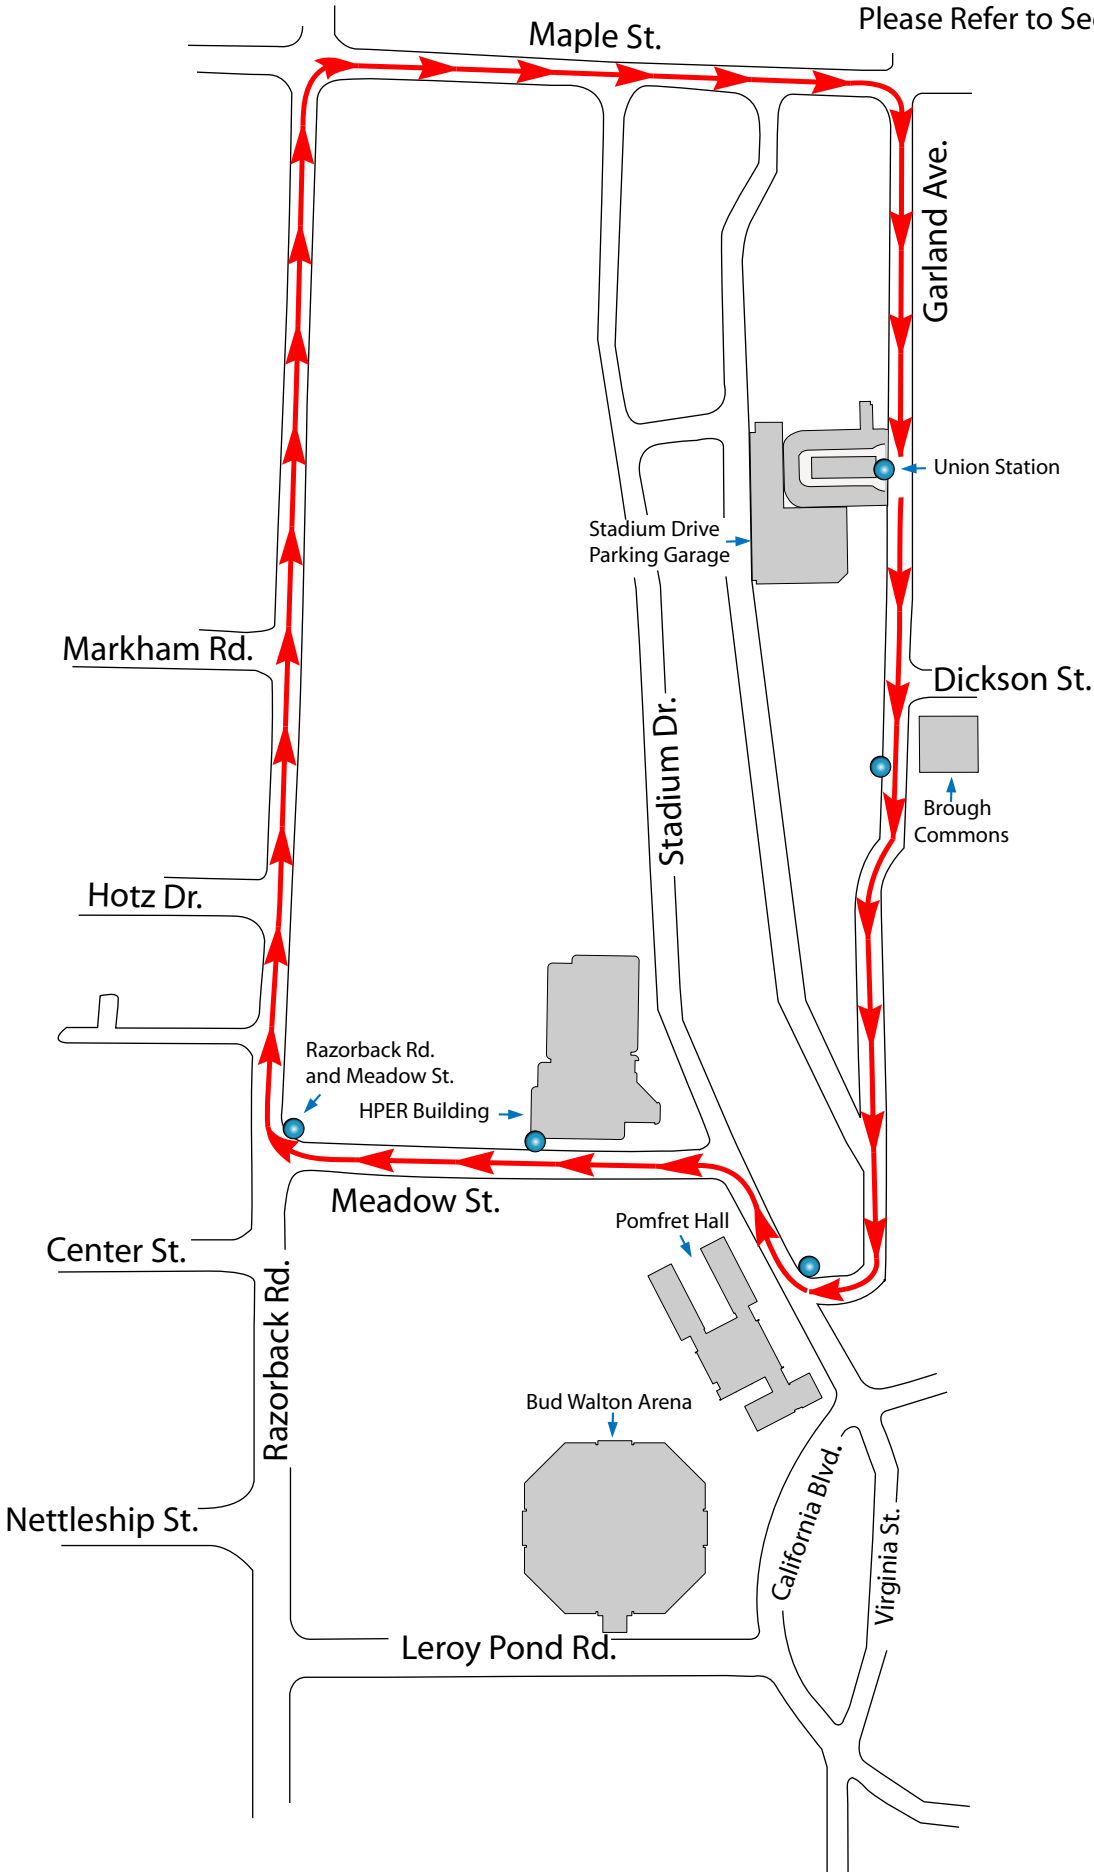 Please Refer to Sec
Maple St.
Garland Ave.
Union Station
Stadium Drive
Parking Garage
Markham Rd.
Dickson St.
Stadium Dr.
Brough
Commons
Hotz Dr.
Razorback Rd.
and Meadow St.
HPER Building
Meadow St.
Pomfret Hall
Center St.
Razorback Rd.
Bud Walton Arena
California Blvd.
Virginia St.
Nettleship St.
Leroy Pond Rd.